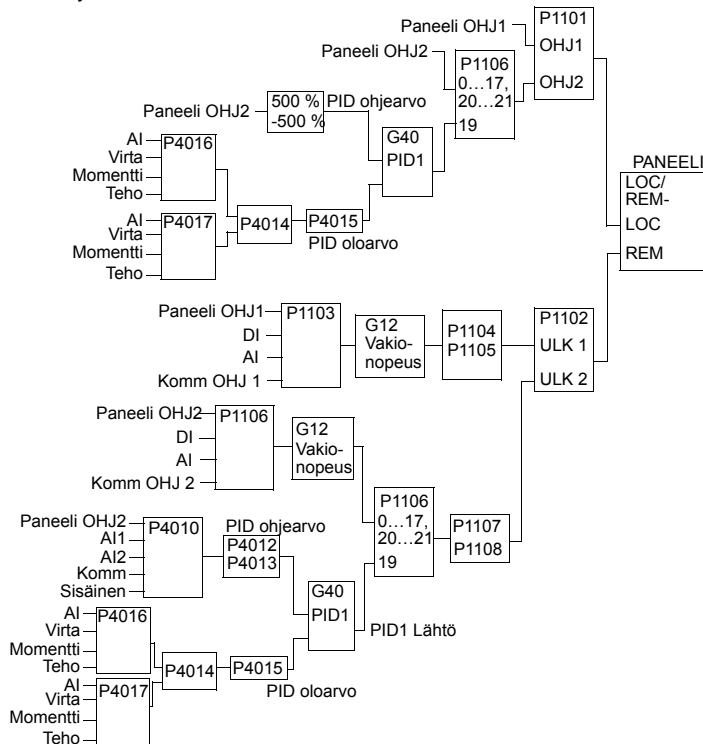 Paneeli OHJ1
P1101
OHJ1
OHJ2
Paneeli OHJ2
P1106
0…17,
20…21
19
Paneeli OHJ2
500 %
-500 %
PID ohjearvo
G40
PID1
AI
Virta
Momentti
Teho
P4016
AI
Virta
Momentti
Teho
P4017
P4014
P4015
PID oloarvo
PANEELI
LOC/
REM-
LOC
REM
Paneeli OHJ1
DI
AI
Komm OHJ 1
P1103
G12
Vakio-
nopeus
P1104
P1105
P1102
ULK 1
ULK 2
Paneeli OHJ2
DI
AI
Komm OHJ 2
P1106
G12
Vakio-
nopeus
P1106
0…17,
20…21
19
P1107
P1108
Paneeli OHJ2
AI1
AI2
Komm
Sisäinen
P4010
PID ohjearvo
P4012
P4013
G40
PID1
PID1 Lähtö
AI
Virta
Momentti
Teho
P4016
AI
Virta
Momentti
Teho
P4017
P4014
P4015
PID oloarvo